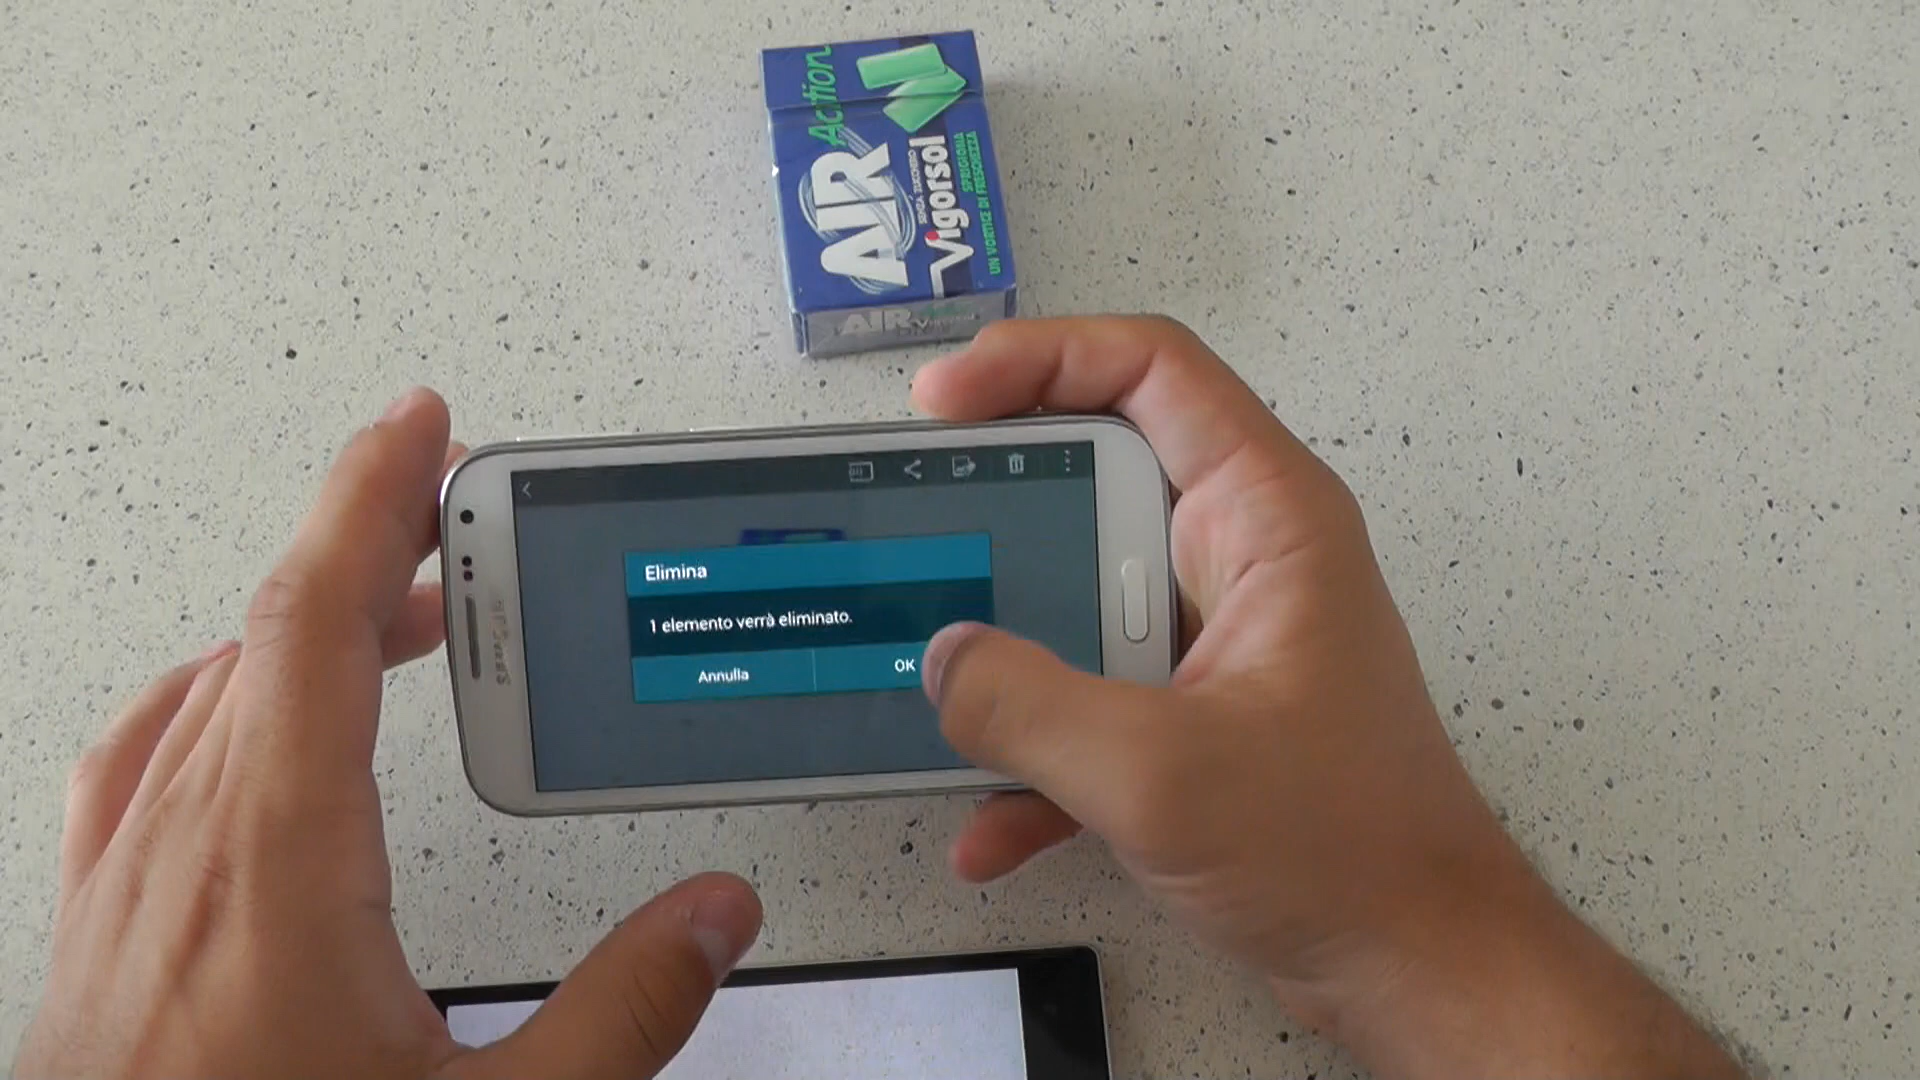 Action
AIR
SENZA ZUCCHERO
Vigorsol
SPRIGIONA
UN VORTICE DI FRESCHEZZA
AIR
Vigorsol
SAMSUNG
Elimina
1 elemento verrà eliminato.
Annulla
OK